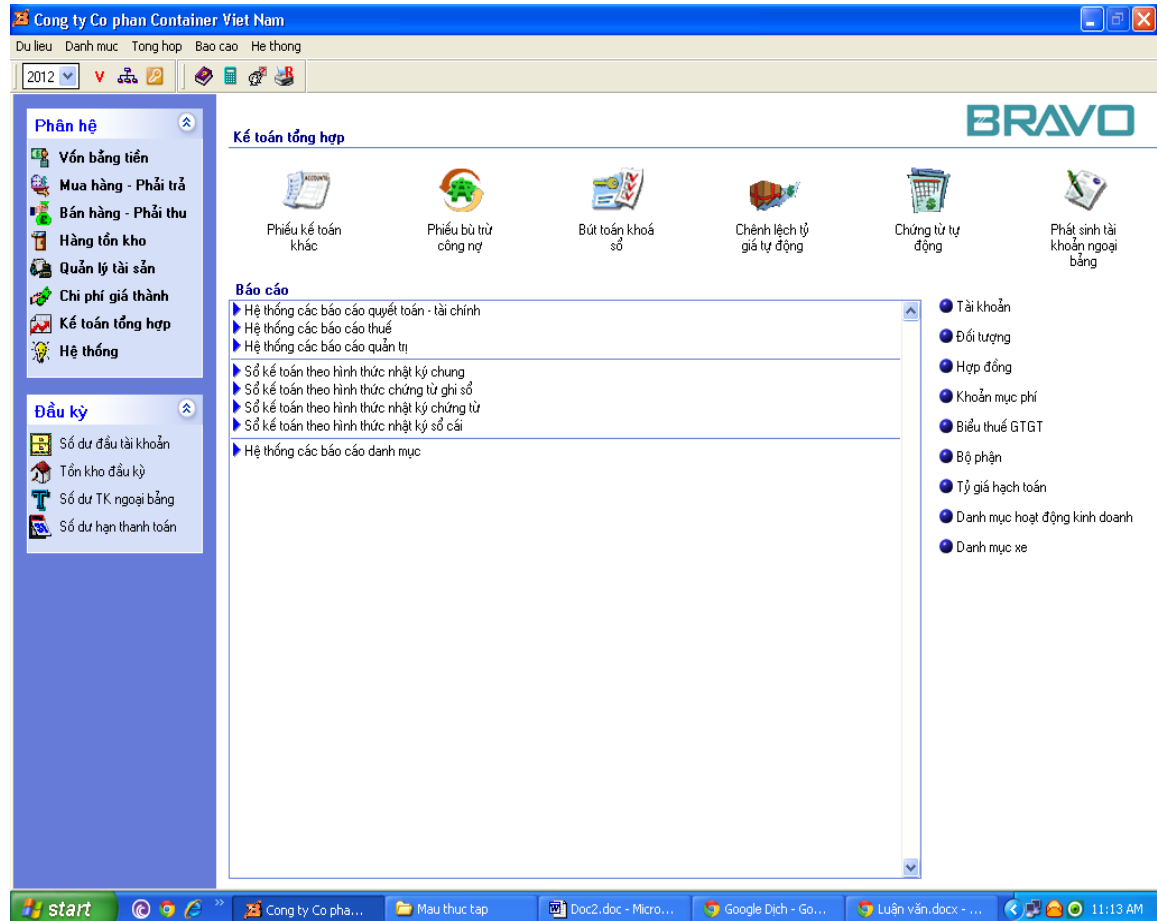 Cong ty Co phan Container Viet Nam
Du lieu Danh muc Tong hop Bao cao He thong
2012 V
BRAVO
Phân hệ
Vốn bằng tiền
Mua hàng - Phải trả
Bán hàng - Phải thu
Hàng tồn kho
Quản lý tài sản
Chi phí giá thành
Kế toán tổng hợp
Hệ thống
Đầu kỳ
Số dư đầu tài khoản
Tồn kho đầu kỳ
Số dư TK ngoại bảng
Số dư hạn thanh toán
Kế toán tổng hợp
Phiếu kế toán
khác
Phiếu bù trừ
công nợ
Bút toán khoá
sổ
Chênh lệch tỷ
giá tự động
Chứng từ tự
động
Phát sinh tài
khoản ngoại
bảng
Báo cáo
Hệ thống các báo cáo quyết toán - tài chính
Hệ thống các báo cáo thuế
Hệ thống các báo cáo quản trị
Sổ kế toán theo hình thức nhật ký chung
Sổ kế toán theo hình thức chứng từ ghi sổ
Sổ kế toán theo hình thức nhật ký chứng từ
Sổ kế toán theo hình thức nhật ký sổ cái
Hệ thống các báo cáo danh mục
Tài khoản
Đối tượng
Hợp đồng
Khoản mục phí
Biểu thuế GTGT
Bộ phận
Tỷ giá hạch toán
Danh mục hoạt động kinh doanh
Danh mục xe
start
Cong ty Co pha...
Mau thuc tap
Doc2.doc - Micro...
Google Dịch - Go...
Luận văn.docx - ...
11:13 AM